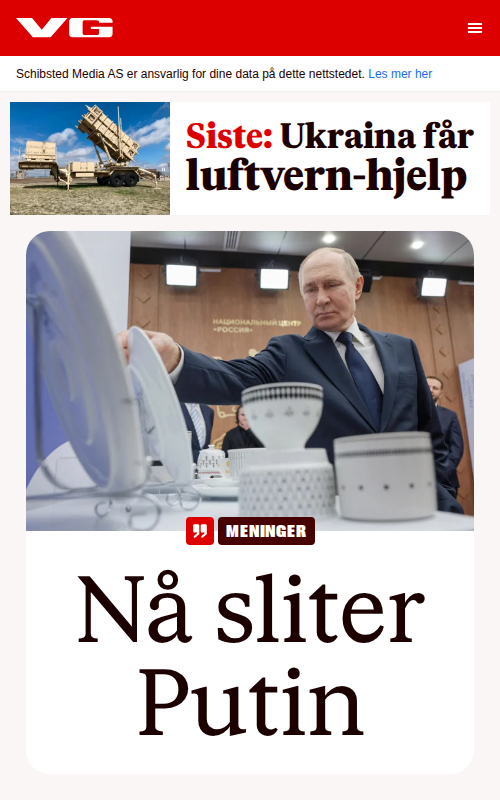 VG
Schibsted Media AS er ansvarlig for dine data på dette nettstedet. Les mer her
Siste: Ukraina får
luftvern-hjelp
НАЦИОНАЛЬНЫЙ ЦЕНТР
«РОССИЯ»
MENINGER
Nå sliter
Putin